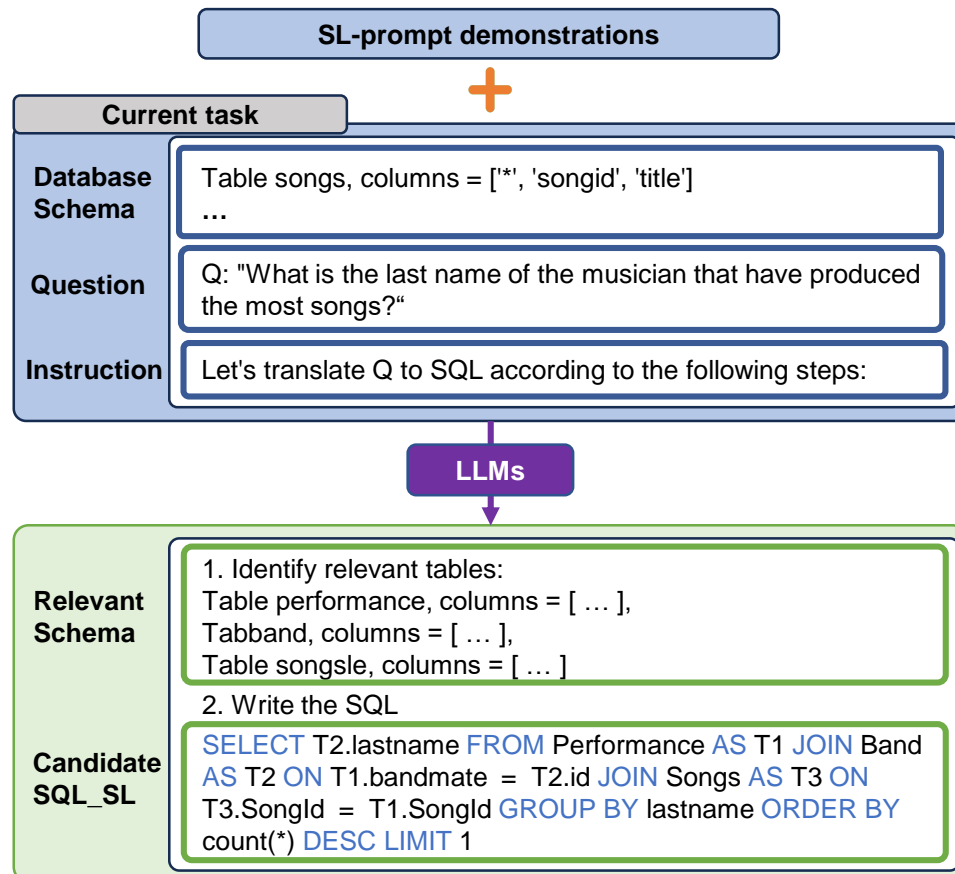 SL-prompt demonstrations
Current task
Database
Schema
Table songs, columns = ['*', 'songid', 'title']
...
Question
Q: "What is the last name of the musician that have produced
the most songs?“
Instruction
Let's translate Q to SQL according to the following steps:
LLMs
Relevant
Schema
1. Identify relevant tables:
Table performance, columns = [ … ],
Tabband, columns = [ … ],
Table songsle, columns = [ … ]
2. Write the SQL
Candidate
SQL_SL
SELECT T2.lastname FROM Performance AS T1 JOIN Band
AS T2 ON T1.bandmate = T2.id JOIN Songs AS T3 ON
T3.SongId = T1.SongId GROUP BY lastname ORDER BY
count(*) DESC LIMIT 1